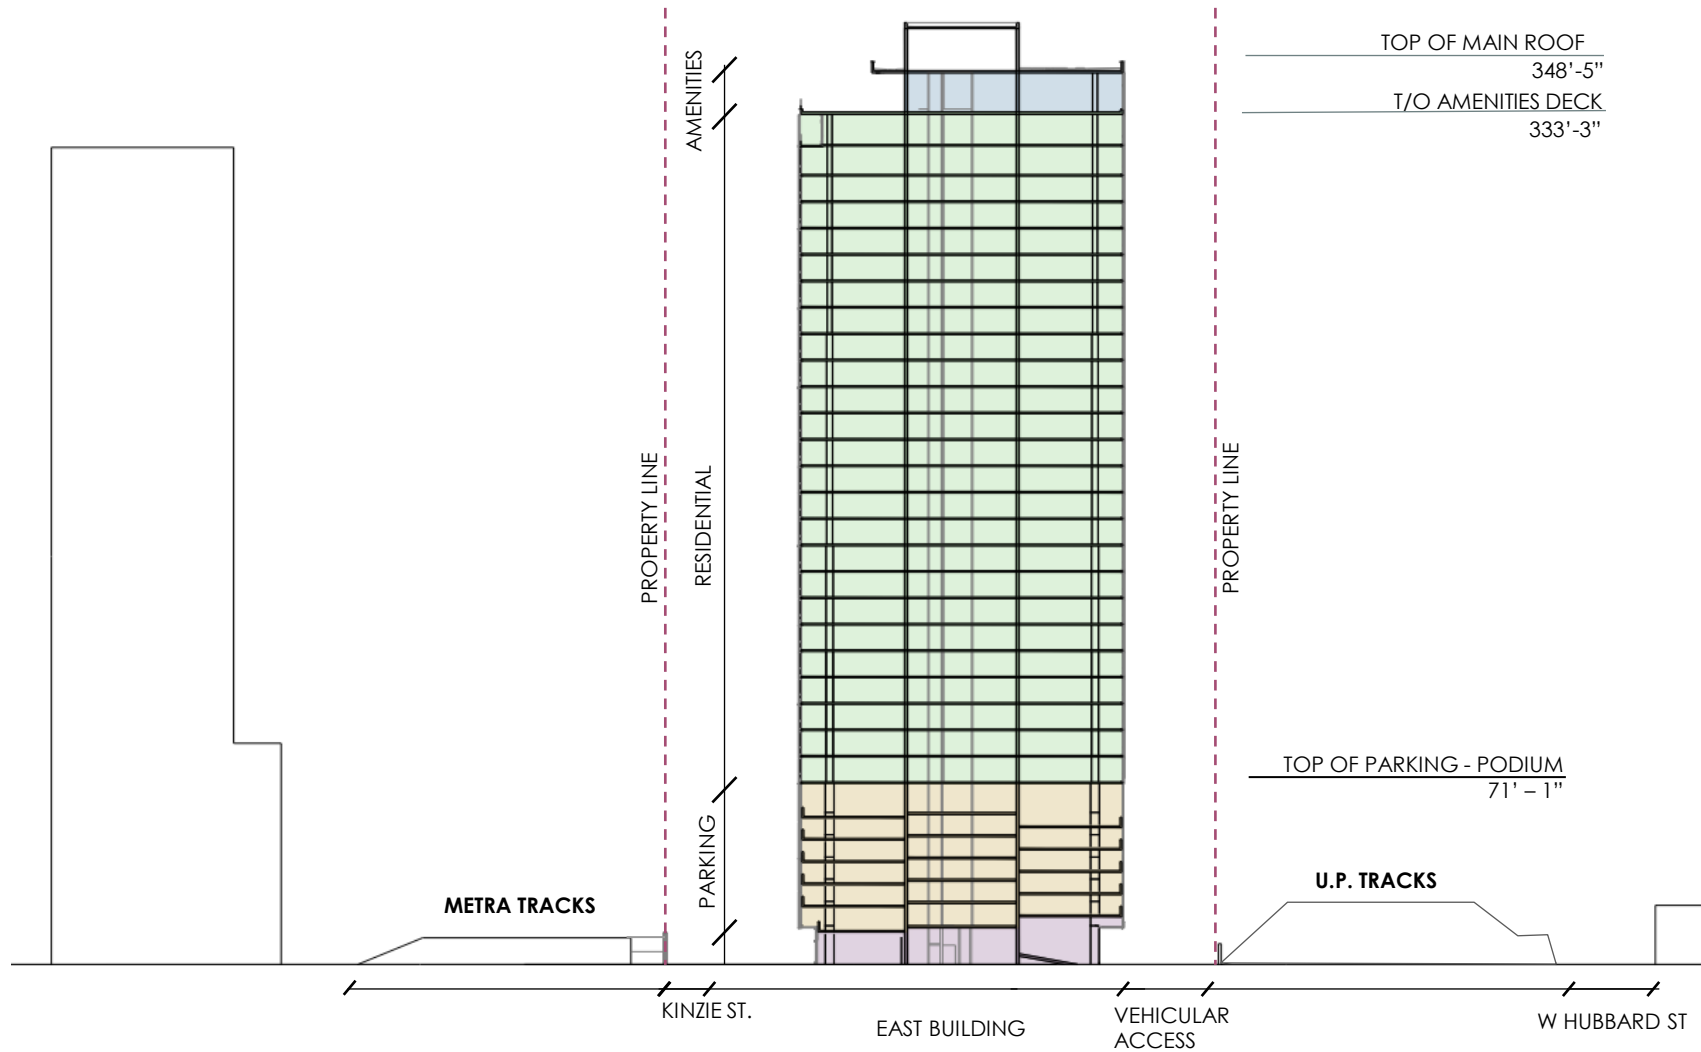 TOP OF MAIN ROOF
348'-5”
T/O AMENITIES DECK
333'-3”
AMENITIES
PROPERTY LINE
RESIDENTIAL
PROPERTY LINE
TOP OF PARKING - PODIUM
71' – 1”
PARKING
METRA TRACKS
U.P. TRACKS
KINZIE ST.
EAST BUILDING
VEHICULAR
ACCESS
W HUBBARD ST